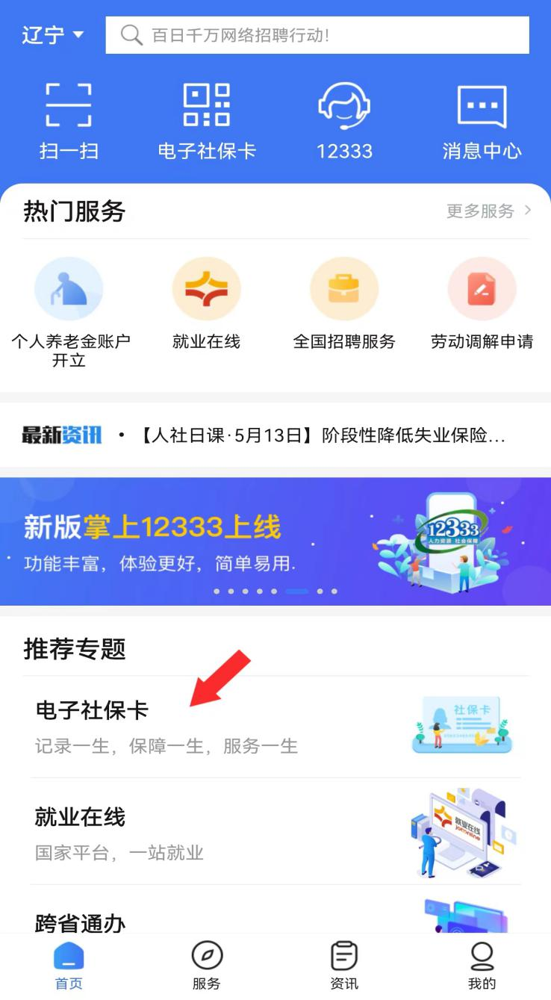 辽宁
百日千万网络招聘行动!
扫一扫
电子社保卡
12333
消息中心
热门服务
更多服务
个人养老金账户
开立
就业在线
全国招聘服务
劳动调解申请
最新资讯
·【人社日课·5月13日】阶段性降低失业保险...
新版掌上12333上线
功能丰富，体验更好，简单易用.
12333
人力资源 社会保障
推荐专题
电子社保卡
记录一生，保障一生，服务一生
社保卡
就业在线
国家平台，一站就业
就业在线
jobonline
跨省通办
首页
服务
资讯
我的